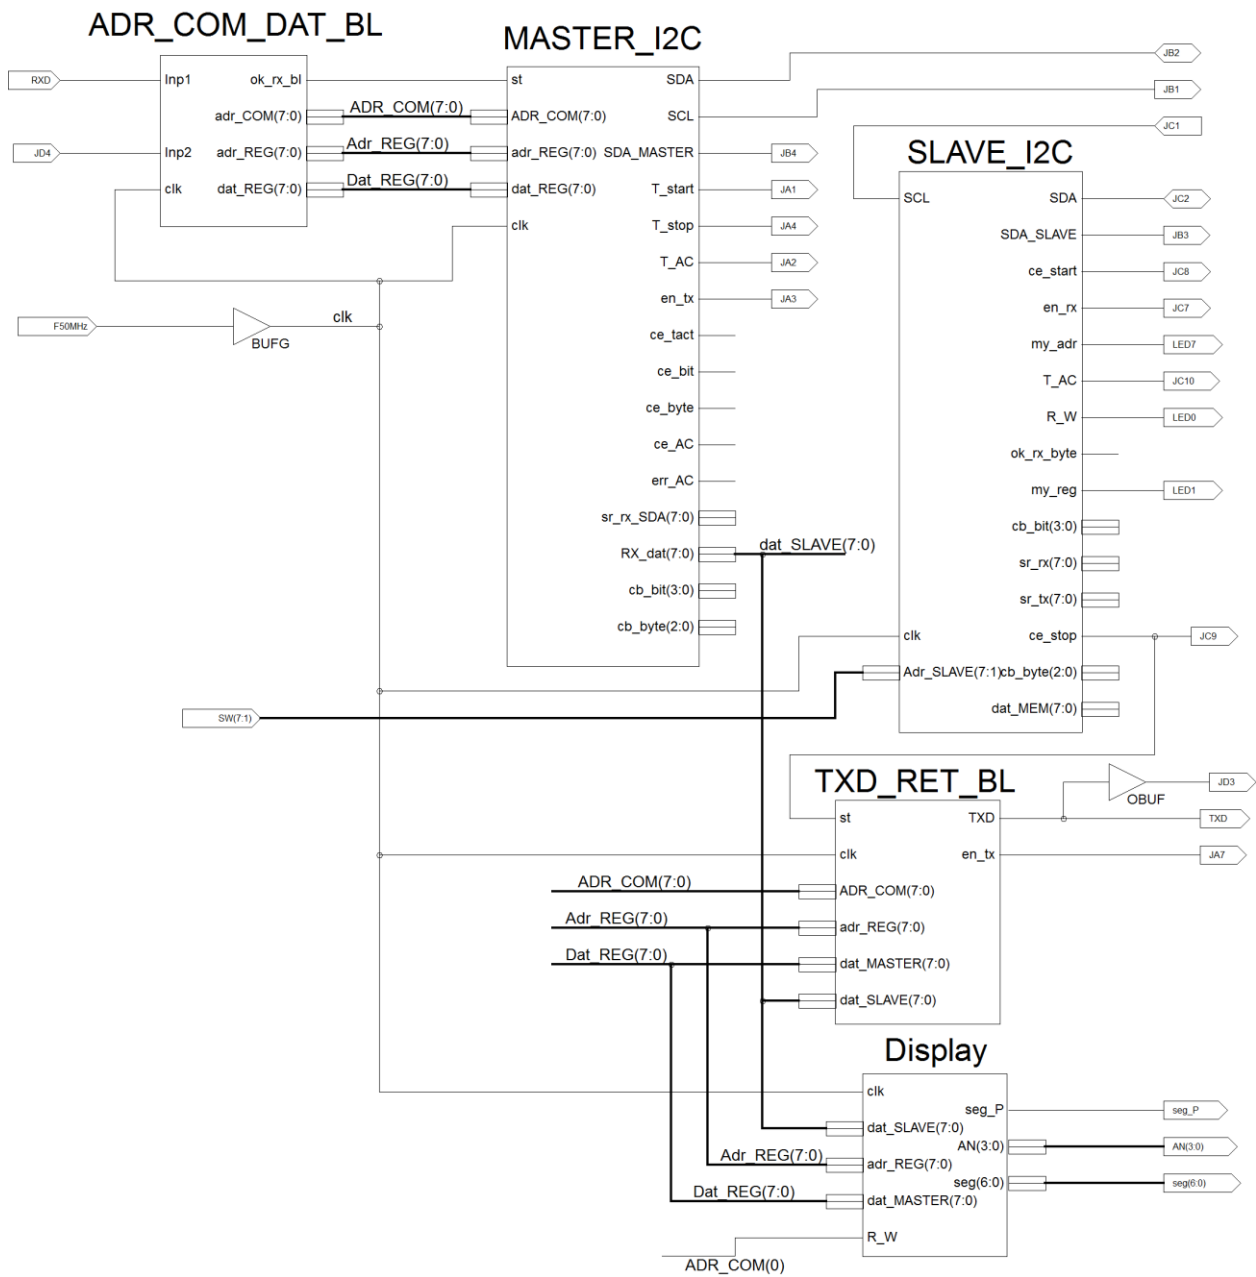 ADR_COM_DAT_BL
RXD
Inp1
ok_rx_bl
adr_COM(7:0)
JD4
Inp2
adr_REG(7:0)
clk
dat_REG(7:0)
ADR_COM(7:0)
Adr_REG(7:0)
Dat_REG(7:0)
F50MHz
BUFG
clk
MASTER_I2C
st
SDA
ADR_COM(7:0)
SCL
adr_REG(7:0)
SDA_MASTER
dat_REG(7:0)
T_start
clk
T_stop
T_AC
en_tx
ce_tact
ce_bit
ce_byte
ce_AC
err_AC
sr_rx_SDA(7:0)
RX_dat(7:0)
cb_bit(3:0)
cb_byte(2:0)
JB2
JB1
JC1
JB4
JA1
JA4
JA2
JA3
dat_SLAVE(7:0)
SLAVE_I2C
SCL
SDA
SDA_SLAVE
ce_start
en_rx
my_adr
T_AC
R_W
ok_rx_byte
my_reg
cb_bit(3:0)
sr_rx(7:0)
sr_tx(7:0)
clk
ce_stop
Adr_SLAVE(7:1)
cb_byte(2:0)
dat_MEM(7:0)
JC2
JB3
JC8
JC7
LED7
JC10
LED0
LED1
JC9
SW(7:1)
TXD_RET_BL
st
TXD
clk
en_tx
ADR_COM(7:0)
adr_REG(7:0)
dat_MASTER(7:0)
dat_SLAVE(7:0)
OBUF
JD3
TXD
JA7
ADR_COM(7:0)
Adr_REG(7:0)
Dat_REG(7:0)
Display
clk
seg_P
dat_SLAVE(7:0)
AN(3:0)
adr_REG(7:0)
seg(6:0)
dat_MASTER(7:0)
R_W
seg_P
AN(3:0)
seg(6:0)
Adr_REG(7:0)
Dat_REG(7:0)
ADR_COM(0)